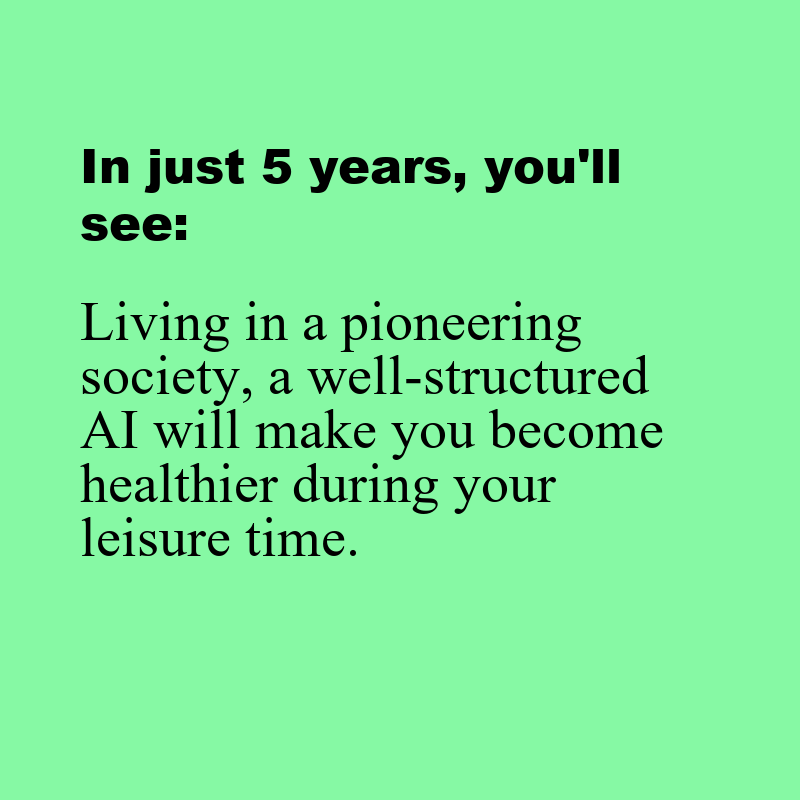 In just 5 years, you'll
see:
Living in a pioneering
society, a well-structured
AI will make you become
healthier during your
leisure time.